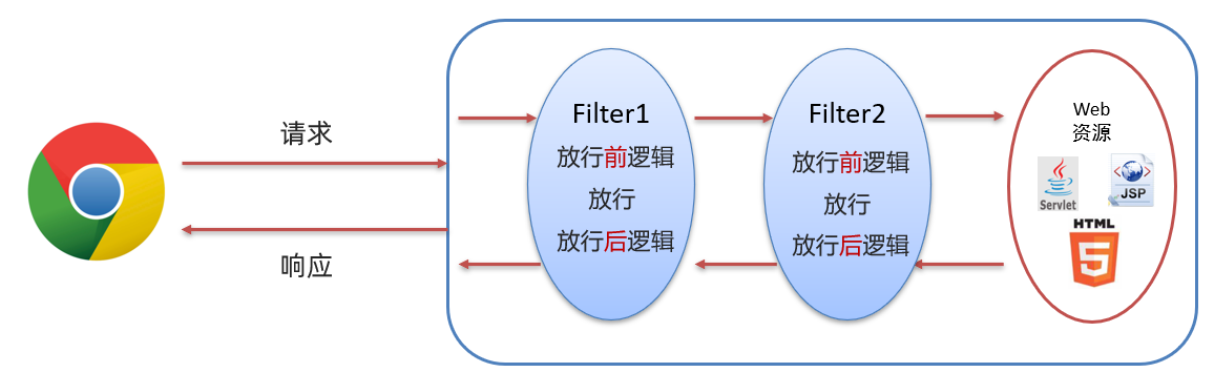 请求
响应
Filter1
放行前逻辑
放行
放行后逻辑
Filter2
放行前逻辑
放行
放行后逻辑
Web
资源
Servlet
JSP
HTML
5